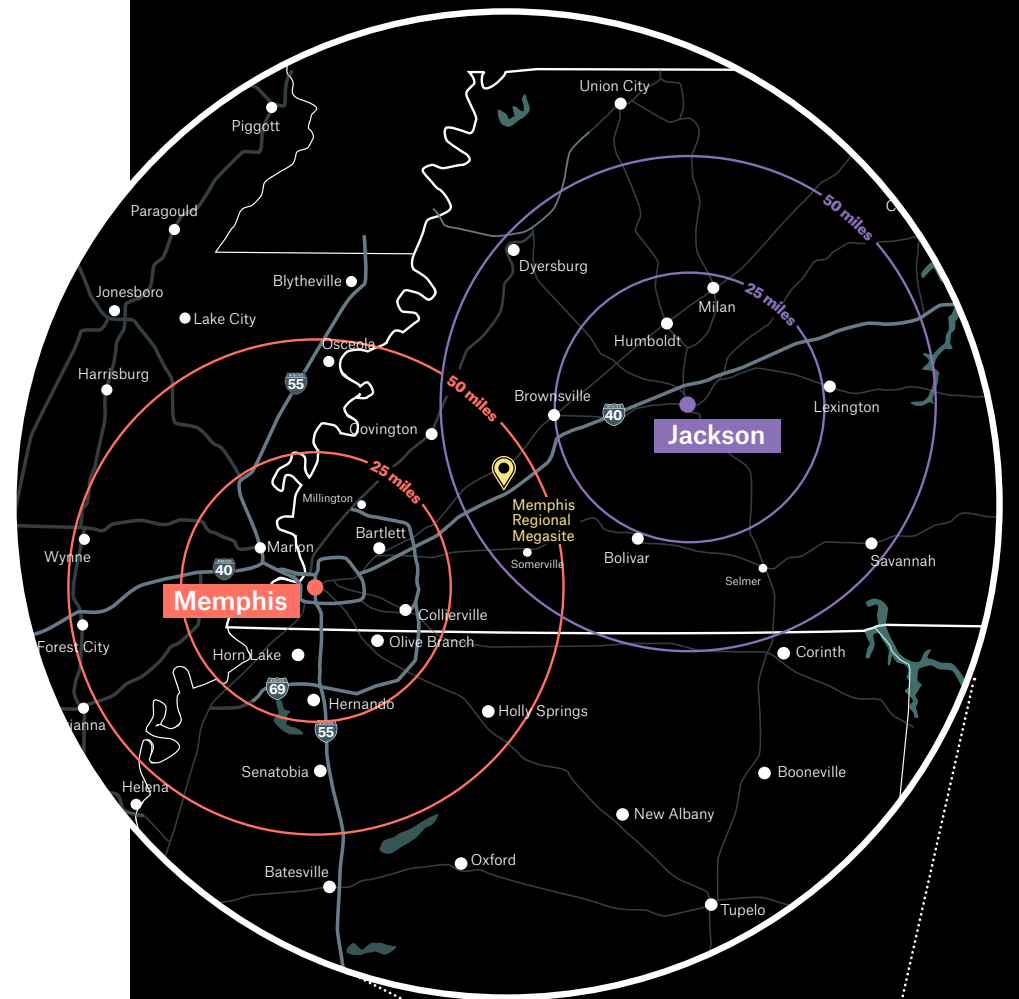 Union City
Piggott
50 miles
Paragould
Dyersburg
Blytheville
Jonesboro
25 miles
Milan
Lake City
Humboldt
Osceola
Harrisburg
55
50 miles
Brownsville
40
Lexington
Covington
Jackson
25 miles
Millington
Memphis
Regional
Megasite
Bartlett
Marion
Wynne
Somerville
Bolivar
Savannah
40
Selmer
Memphis
Collierville
Forest City
Olive Branch
Horn Lake
Corinth
69
Hernando
Holly Springs
ianna
55
Senatobia
Booneville
Helena
New Albany
Batesville
Oxford
Tupelo